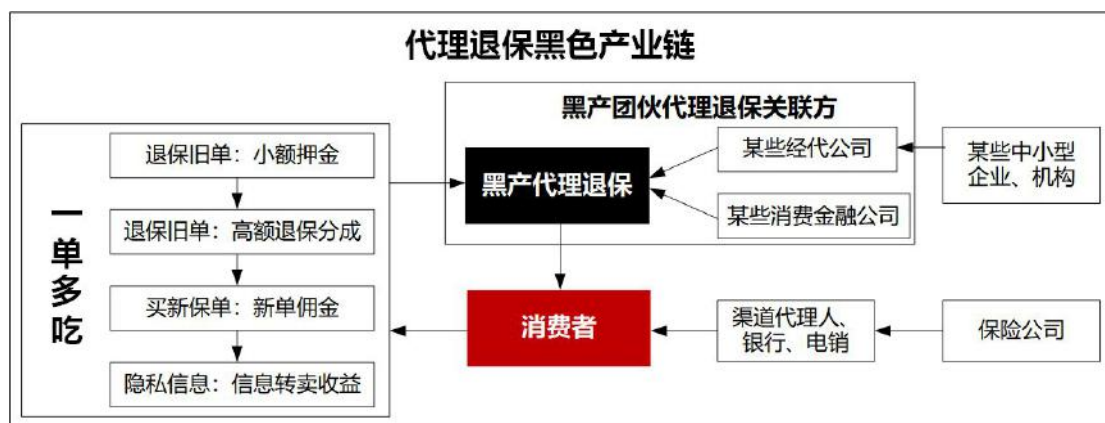 代理退保黑色产业链
黑产团伙代理退保关联方
退保旧单：小额押金
某些经代公司
某些中小型
企业、机构
黑产代理退保
一单多吃
退保旧单：高额退保分成
某些消费金融公司
买新保单：新单佣金
消费者
渠道代理人、
银行、电销
保险公司
隐私信息：信息转卖收益